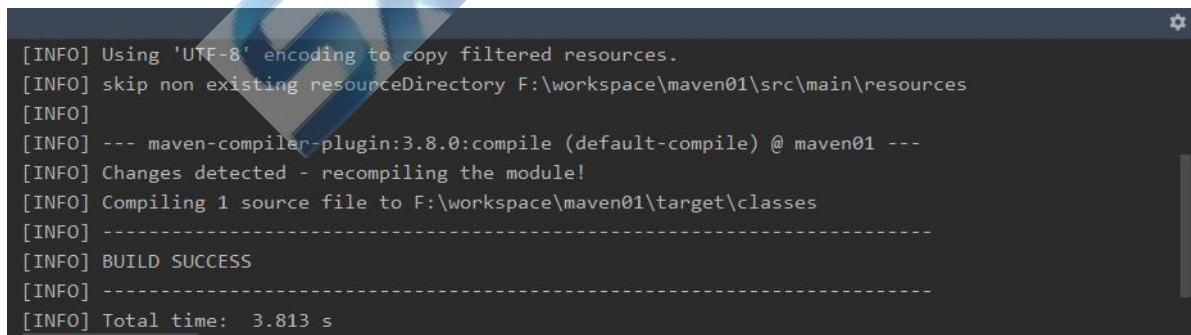 [INFO] Using 'UTF-8' encoding to copy filtered resources.
[INFO] skip non existing resourceDirectory F:\workspace\maven01\src\main\resources
[INFO]
[INFO] --- maven-compiler-plugin:3.8.0:compile (default-compile) @ maven01 ---
[INFO] Changes detected - recompiling the module!
[INFO] Compiling 1 source file to F:\workspace\maven01\target\classes
[INFO] ------------------------------------------------------------------------
[INFO] BUILD SUCCESS
[INFO] ------------------------------------------------------------------------
[INFO] Total time:  3.813 s